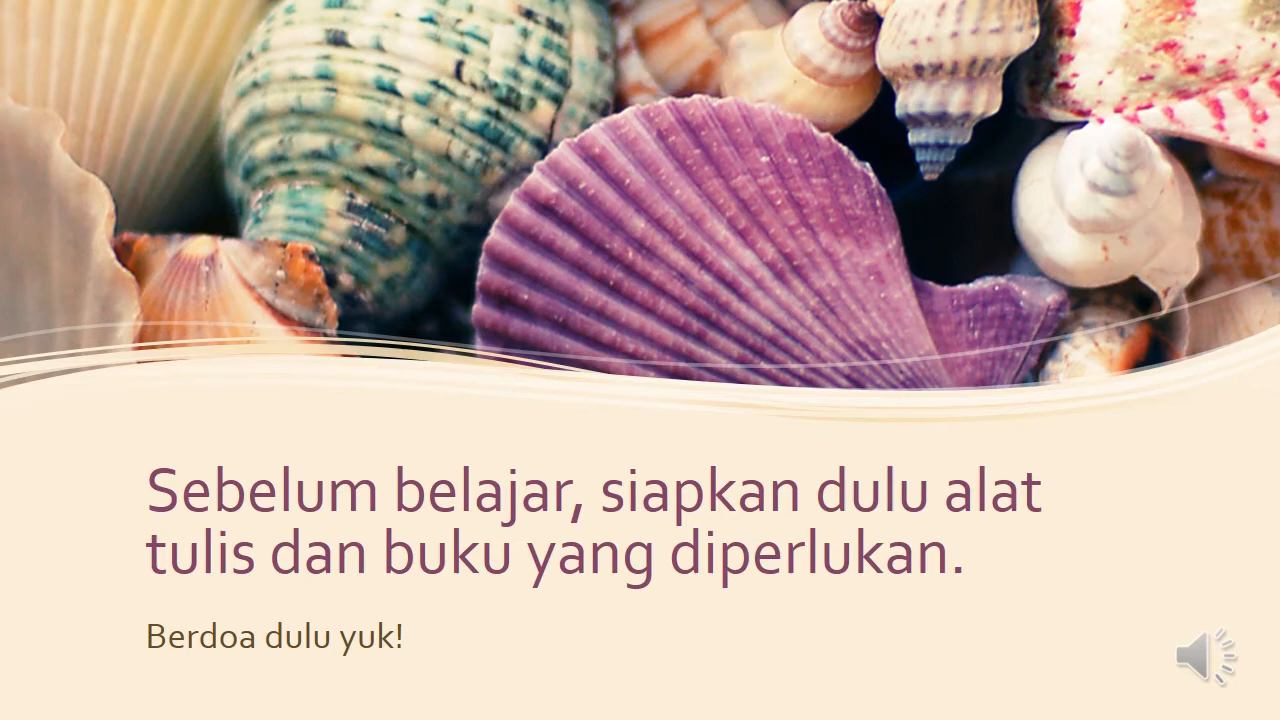 Sebelum belajar, siapkan dulu alat
tulis dan buku yang diperlukan.
Berdoa dulu yuk!